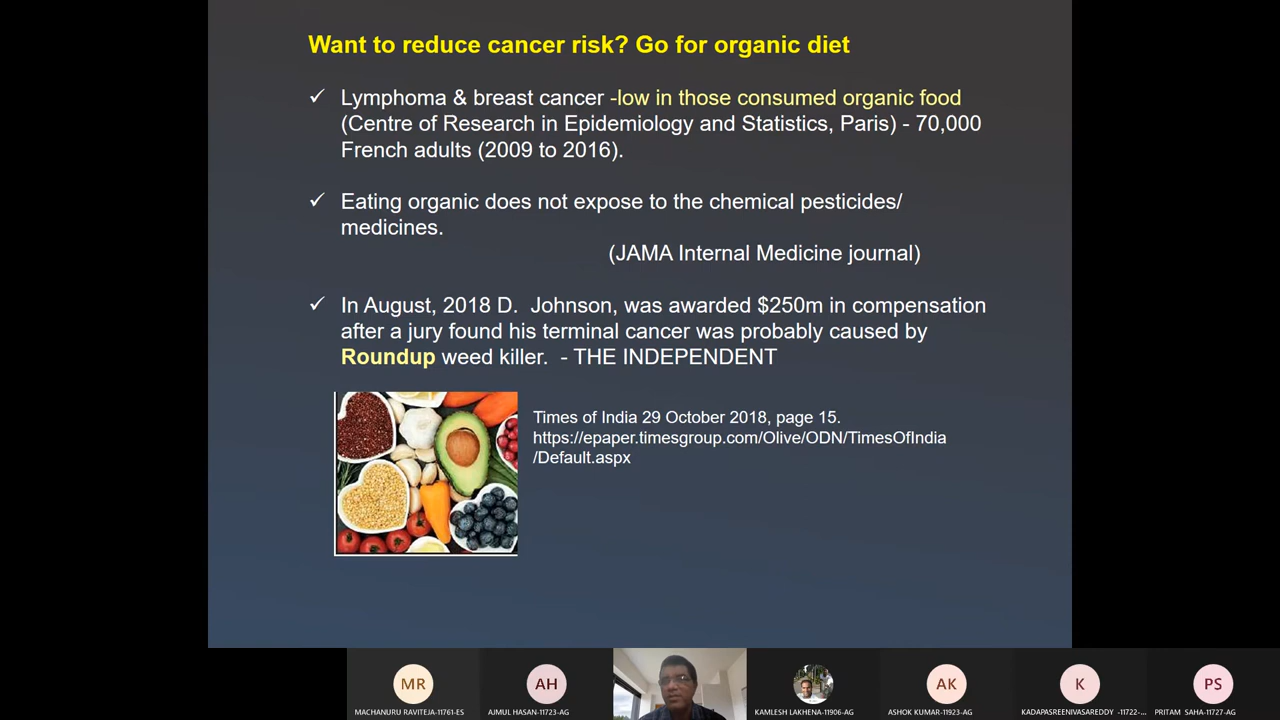 Want to reduce cancer risk? Go for organic diet
✓ Lymphoma & breast cancer -low in those consumed organic food
(Centre of Research in Epidemiology and Statistics, Paris) - 70,000
French adults (2009 to 2016).
✓ Eating organic does not expose to the chemical pesticides/
medicines.
(JAMA Internal Medicine journal)
✓ In August, 2018 D. Johnson, was awarded $250m in compensation
after a jury found his terminal cancer was probably caused by
Roundup weed killer. - THE INDEPENDENT
Times of India 29 October 2018, page 15.
https://epaper.timesgroup.com/Olive/ODN/TimesOfIndia
/Default.aspx
MR
AH
AK
K
PS
MACHANURU RAVITEJA-11761-ES
AJMUL HASAN-11723-AG
KAMLESH LAKHENA-11906-AG
ASHOK KUMAR-11923-AG
KADAPASREENIVASAREDDY -11722-...
PRITAM SAHA-11727-AG